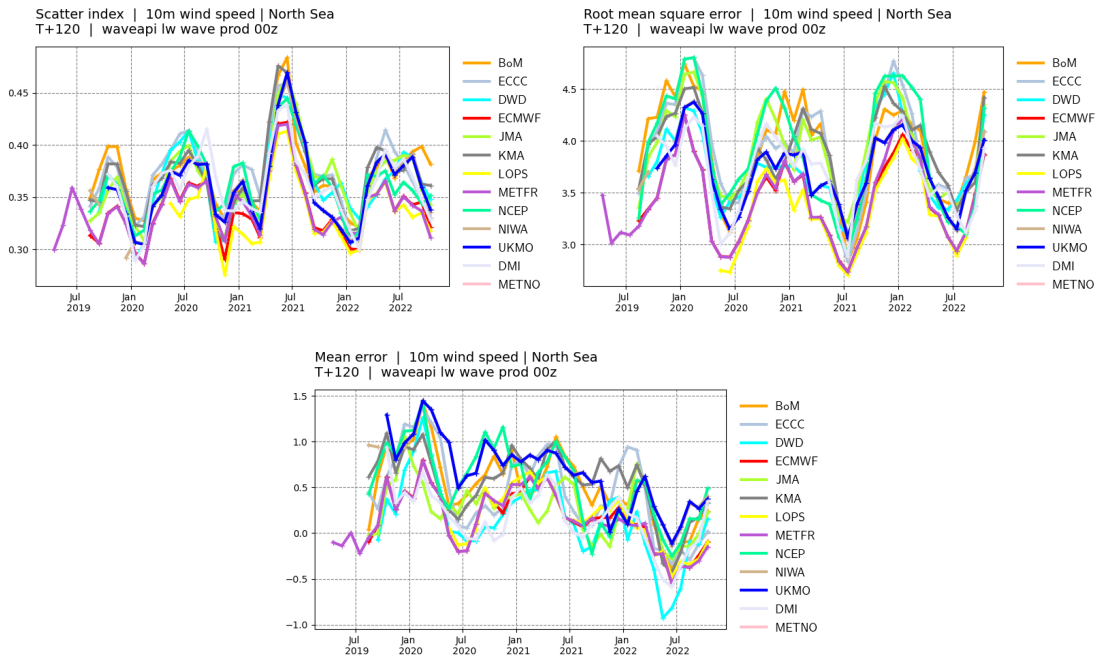 Scatter index | 10m wind speed | North Sea
T+120 | waveapi lw wave prod 00z
0.45
0.40
0.35
0.30
Jul
2019
Jan
2020
Jul
2020
Jan
2021
Jul
2021
Jan
2022
Jul
2022
BoM
ECCC
DWD
ECMWF
JMA
KMA
LOPS
METFR
NCEP
NIWA
UKMO
DMI
METNO
Root mean square error | 10m wind speed | North Sea
T+120 | waveapi lw wave prod 00z
4.5
4.0
3.5
3.0
Jul
2019
Jan
2020
Jul
2020
Jan
2021
Jul
2021
Jan
2022
Jul
2022
BoM
ECCC
DWD
ECMWF
JMA
KMA
LOPS
METFR
NCEP
NIWA
UKMO
DMI
METNO
Mean error | 10m wind speed | North Sea
T+120 | waveapi lw wave prod 00z
1.5
1.0
0.5
0.0
−0.5
−1.0
Jul
2019
Jan
2020
Jul
2020
Jan
2021
Jul
2021
Jan
2022
Jul
2022
BoM
ECCC
DWD
ECMWF
JMA
KMA
LOPS
METFR
NCEP
NIWA
UKMO
DMI
METNO